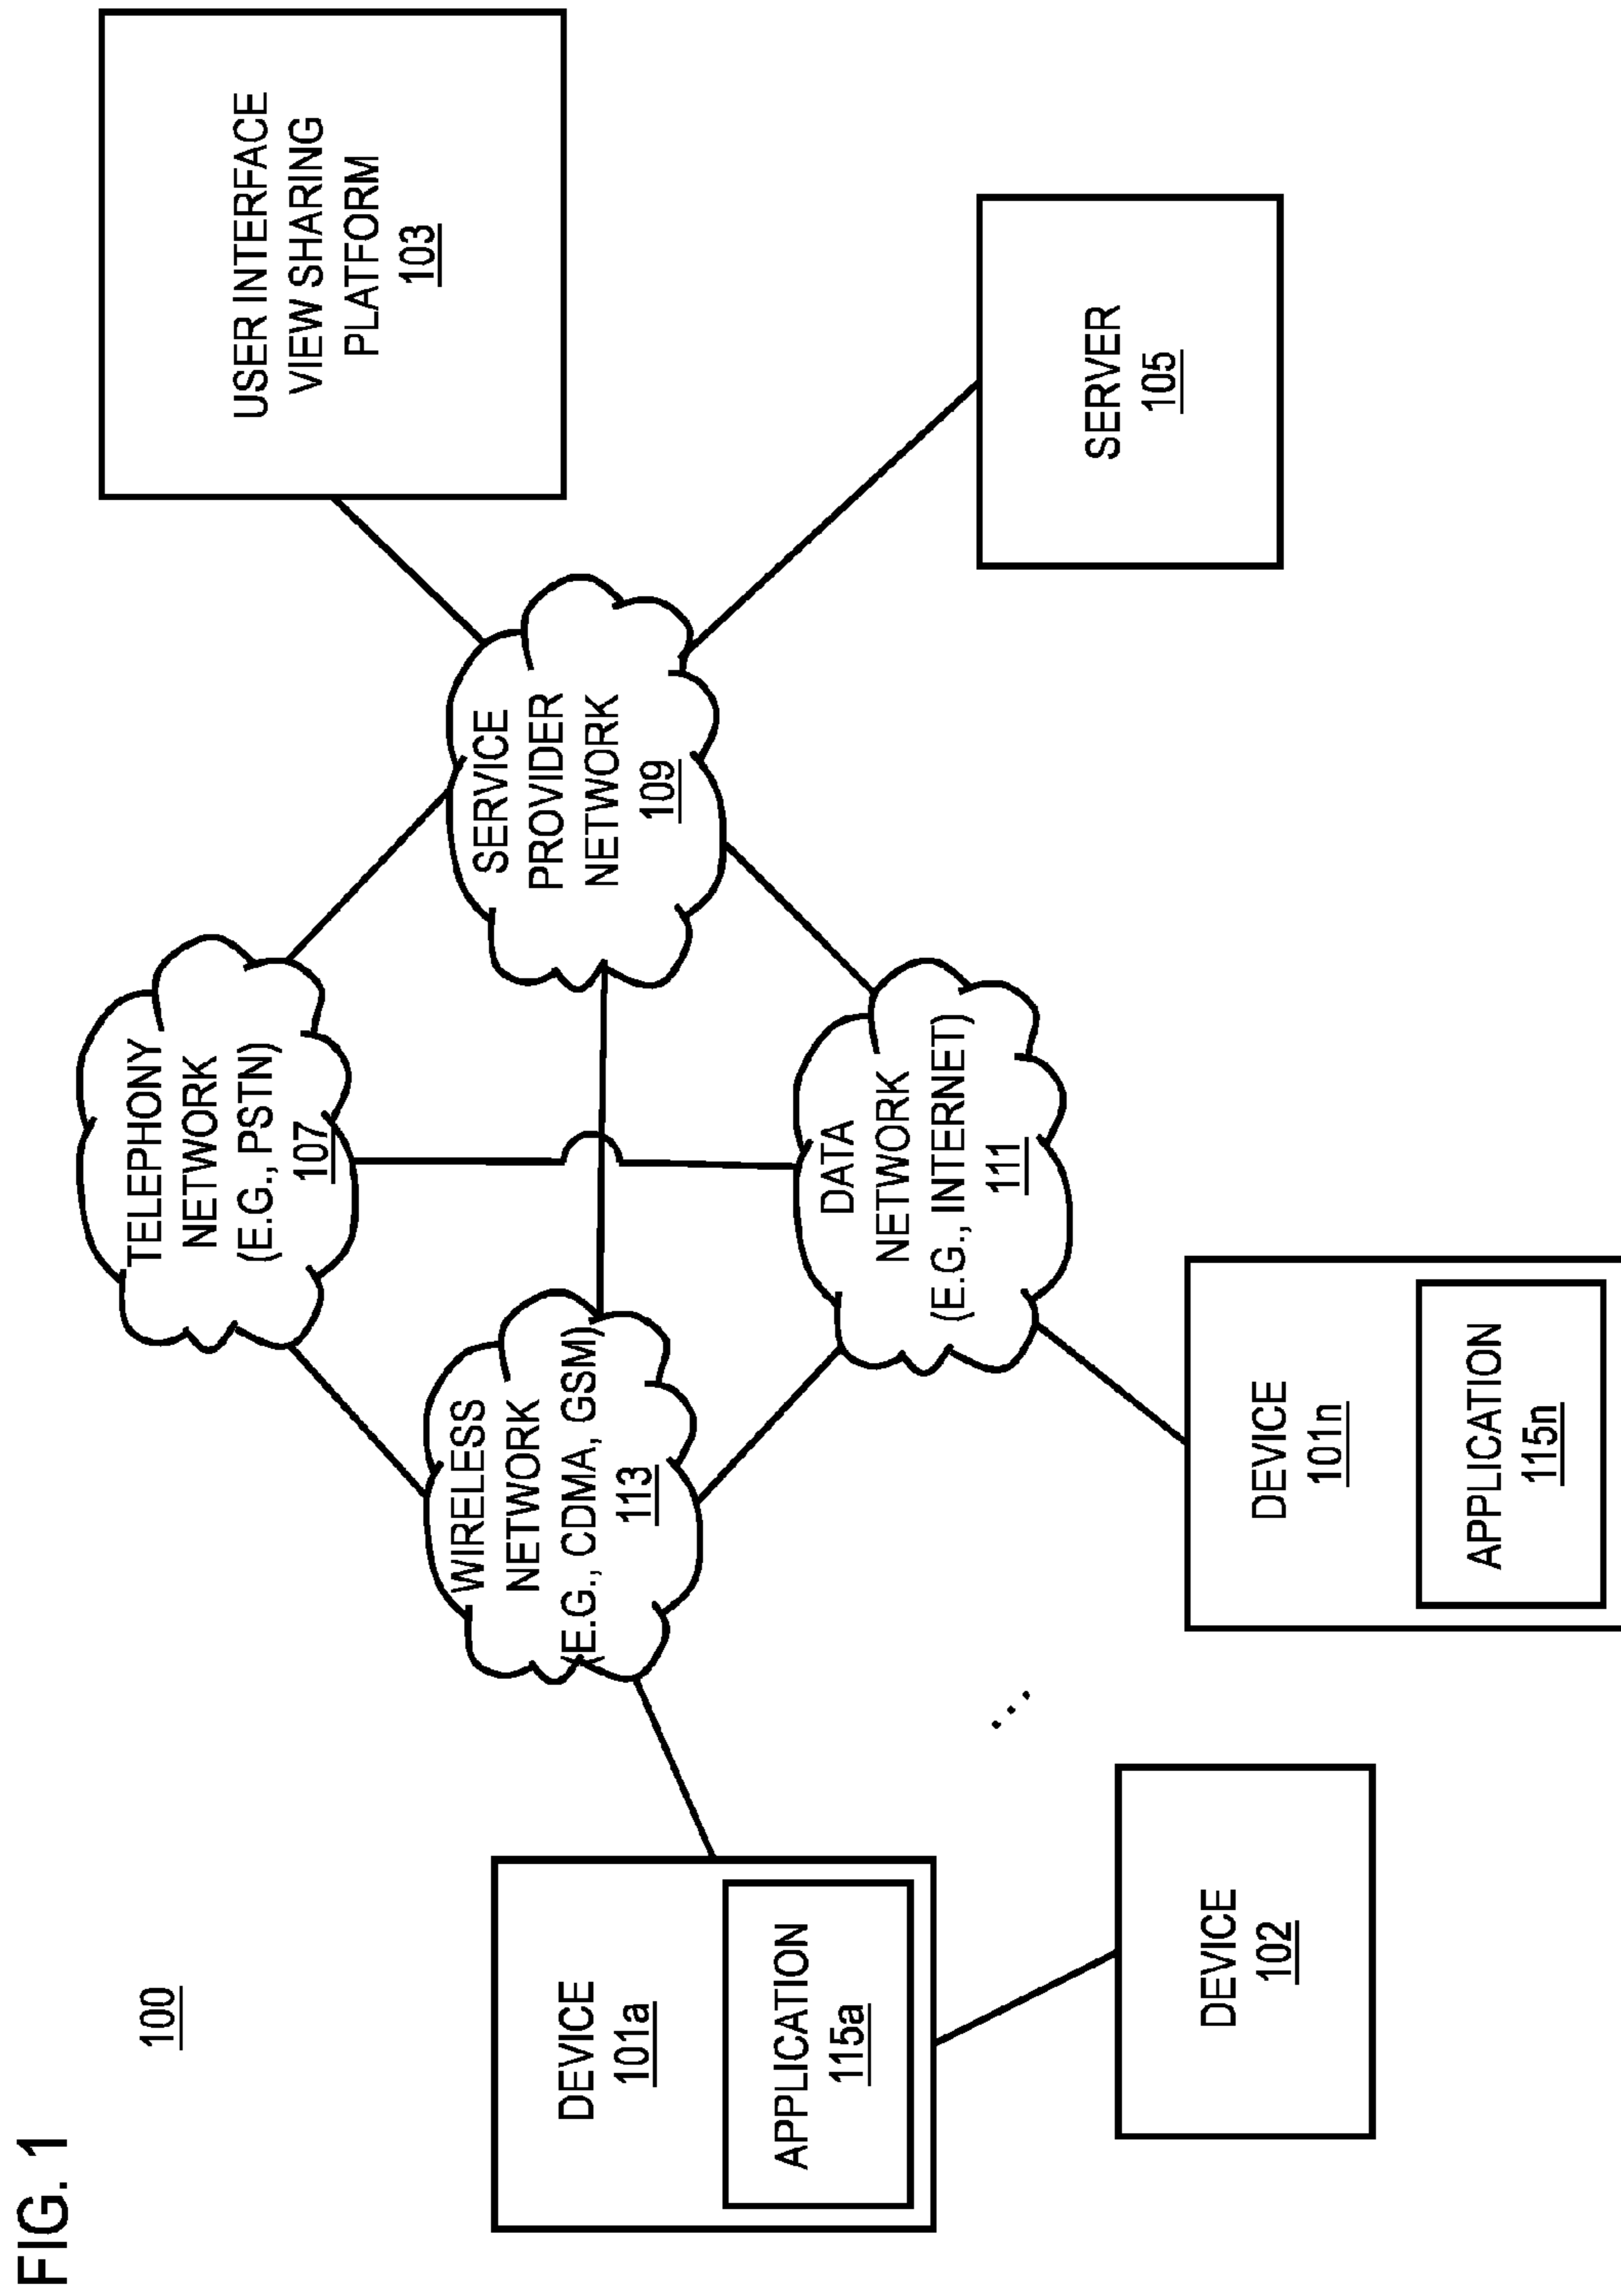 FIG. 1
100
USER INTERFACE
VIEW SHARING
PLATFORM
103
TELEPHONY
NETWORK
(E.G., PSTN)
107
SERVICE
PROVIDER
NETWORK
109
WIRELESS
NETWORK
(E.G., CDMA, GSM)
113
DATA
NETWORK
(E.G., INTERNET)
111
SERVER
105
DEVICE
101a
APPLICATION
115a
DEVICE
102
...
DEVICE
101n
APPLICATION
115n